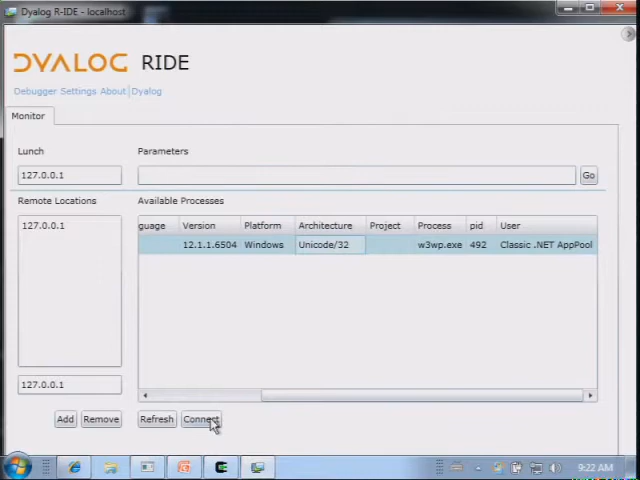 Dyalog R-IDE - localhost
DYALOG RIDE
Debugger Settings About Dyalog
Monitor
Lunch Parameters
127.0.0.1 Go
Remote Locations Available Processes
127.0.0.1 guage Version Platform Architecture Project Process pid User
12.1.1.6504 Windows Unicode/32 w3wp.exe 492 Classic .NET AppPool
127.0.0.1
Add Remove Refresh Connect
9:22 AM